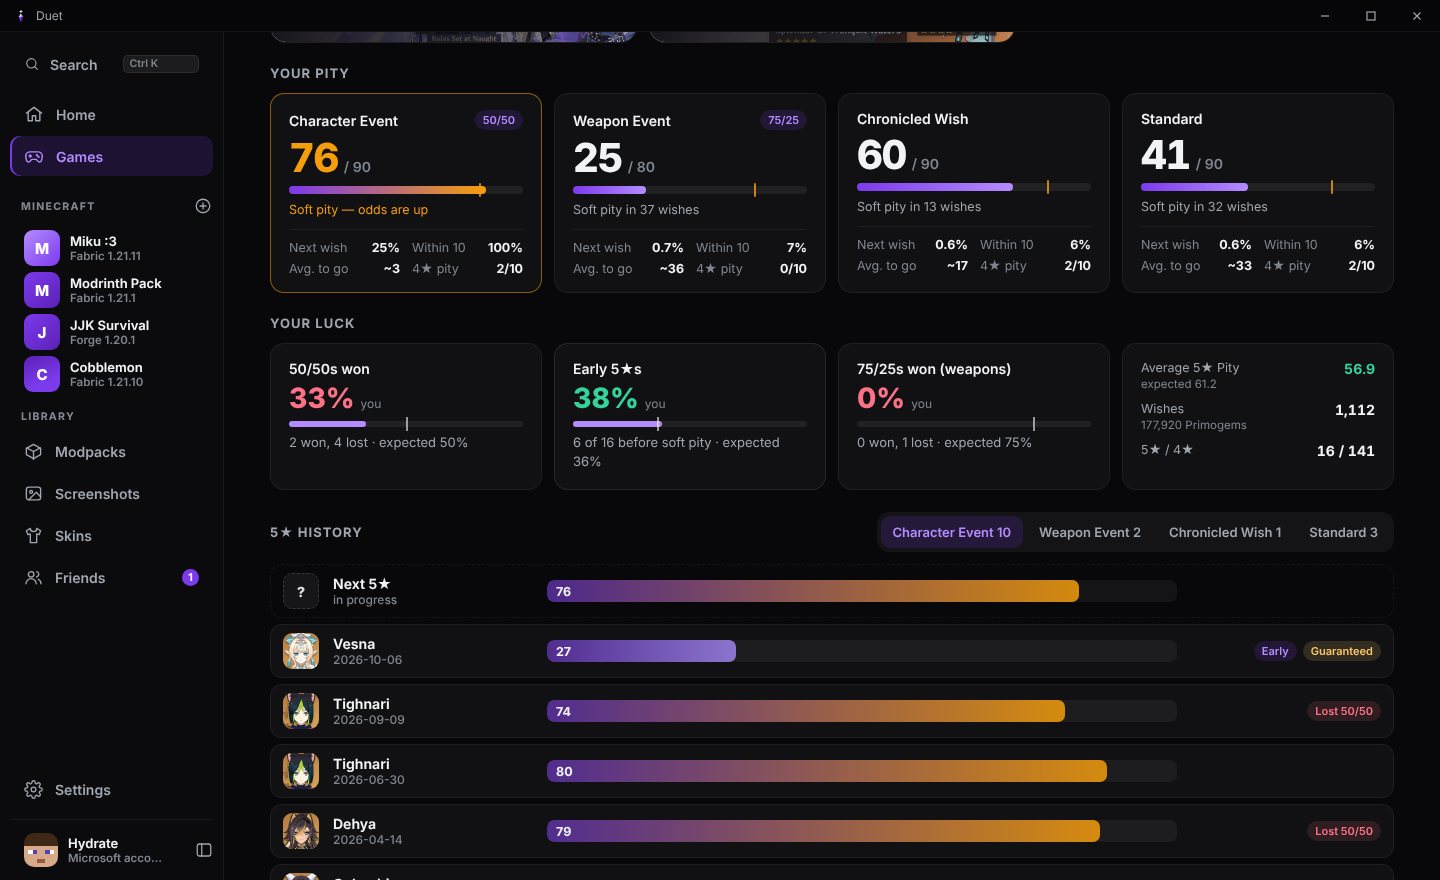 Duet
Search Ctrl K
Home
Games
MINECRAFT
M Miku :3
Fabric 1.21.11
M Modrinth Pack
Fabric 1.21.1
J JJK Survival
Forge 1.20.1
C Cobblemon
Fabric 1.21.10
LIBRARY
Modpacks
Screenshots
Skins
Friends 1
Settings
Hydrate
Microsoft acco...
Roles Set at Naught
YOUR PITY
Character Event 50/50
76 / 90
Soft pity — odds are up
Next wish 25% Within 10 100%
Avg. to go ~3 4★ pity 2/10
Weapon Event 75/25
25 / 80
Soft pity in 37 wishes
Next wish 0.7% Within 10 7%
Avg. to go ~36 4★ pity 0/10
Chronicled Wish
60 / 90
Soft pity in 13 wishes
Next wish 0.6% Within 10 6%
Avg. to go ~17 4★ pity 2/10
Standard
41 / 90
Soft pity in 32 wishes
Next wish 0.6% Within 10 6%
Avg. to go ~33 4★ pity 2/10
YOUR LUCK
50/50s won
33% you
2 won, 4 lost · expected 50%
Early 5★s
38% you
6 of 16 before soft pity · expected
36%
75/25s won (weapons)
0% you
0 won, 1 lost · expected 75%
Average 5★ Pity 56.9
expected 61.2
Wishes 1,112
177,920 Primogems
5★ / 4★ 16 / 141
5★ HISTORY
Character Event 10 Weapon Event 2 Chronicled Wish 1 Standard 3
? Next 5★ 76
in progress
Vesna 27 Early Guaranteed
2026-10-06
Tighnari 74 Lost 50/50
2026-09-09
Tighnari 80
2026-06-30
Dehya 79 Lost 50/50
2026-04-14